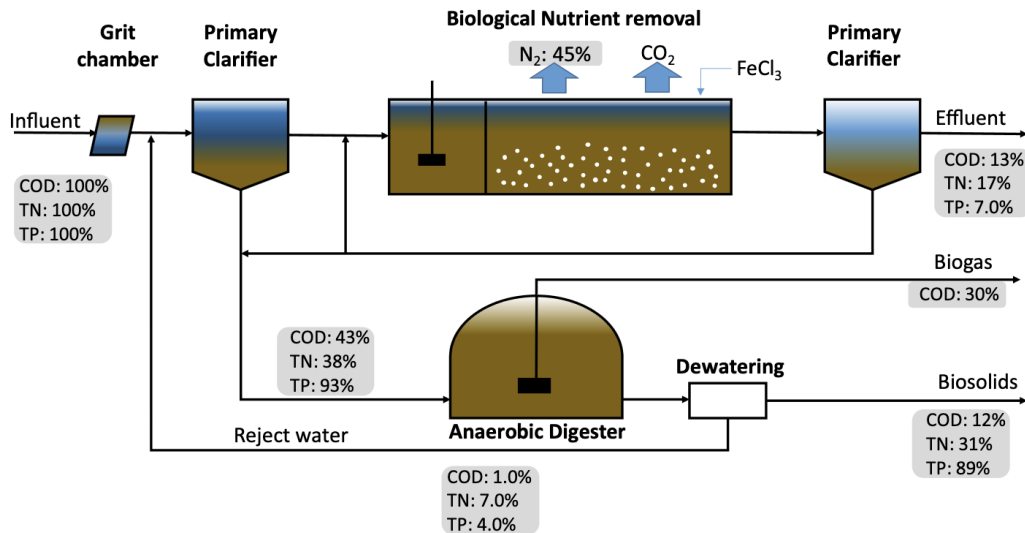 Biological Nutrient removal
Grit
chamber
Primary
Clarifier
N₂: 45%
CO₂
FeCl₃
Primary
Clarifier
Influent
Effluent
COD: 100%
TN: 100%
TP: 100%
COD: 13%
TN: 17%
TP: 7.0%
Biogas
COD: 30%
COD: 43%
TN: 38%
TP: 93%
Dewatering
Biosolids
Anaerobic Digester
Reject water
COD: 12%
TN: 31%
TP: 89%
COD: 1.0%
TN: 7.0%
TP: 4.0%